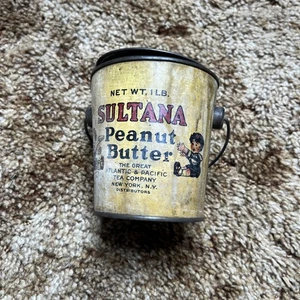 NET WT. 1 LB.
SULTANA
Peanut
Butter
THE GREAT
ATLANTIC & PACIFIC
TEA COMPANY
NEW YORK, N.Y.
DISTRIBUTORS